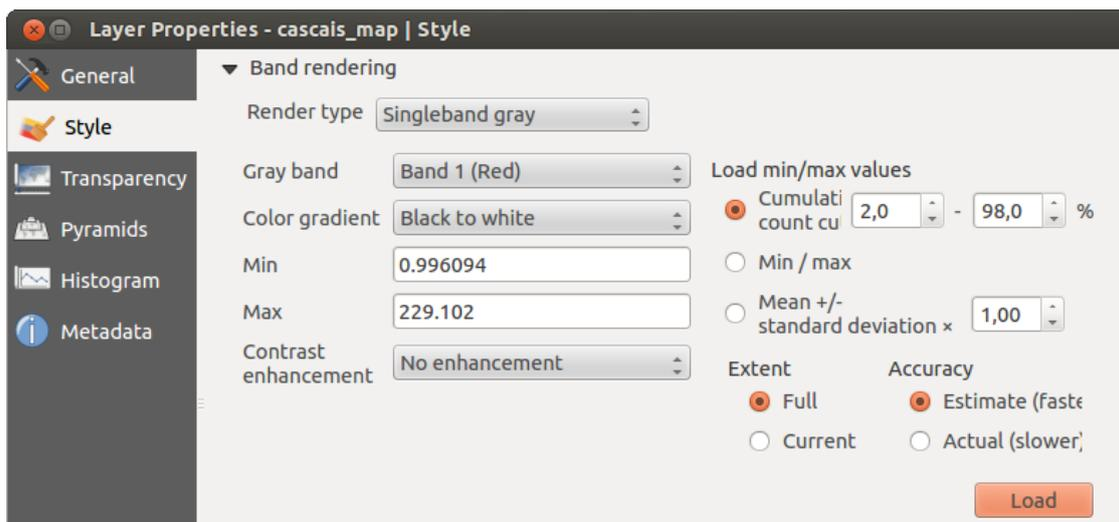 Layer Properties - cascais_map | Style
General
Style
Transparency
Pyramids
Histogram
Metadata
Band rendering
Render type Singleband gray
Gray band Band 1 (Red)
Color gradient Black to white
Min 0.996094
Max 229.102
Contrast
enhancement No enhancement
Load min/max values
Cumulati
count cu 2,0 - 98,0 %
Min / max
Mean +/-
standard deviation × 1,00
Extent Accuracy
Full Estimate (faste
Current Actual (slower)
Load